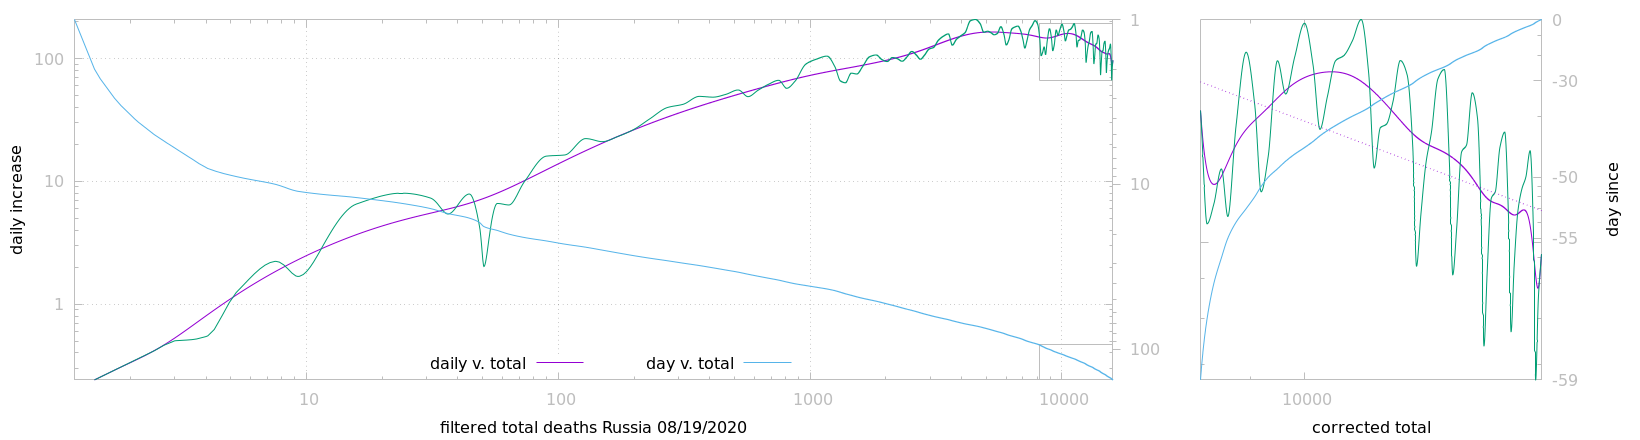 daily increase
100
10
1
daily v. total
day v. total
10
100
1000
10000
1
10
100
filtered total deaths Russia 08/19/2020
10000
0
-30
-50
-55
-59
day since
corrected total